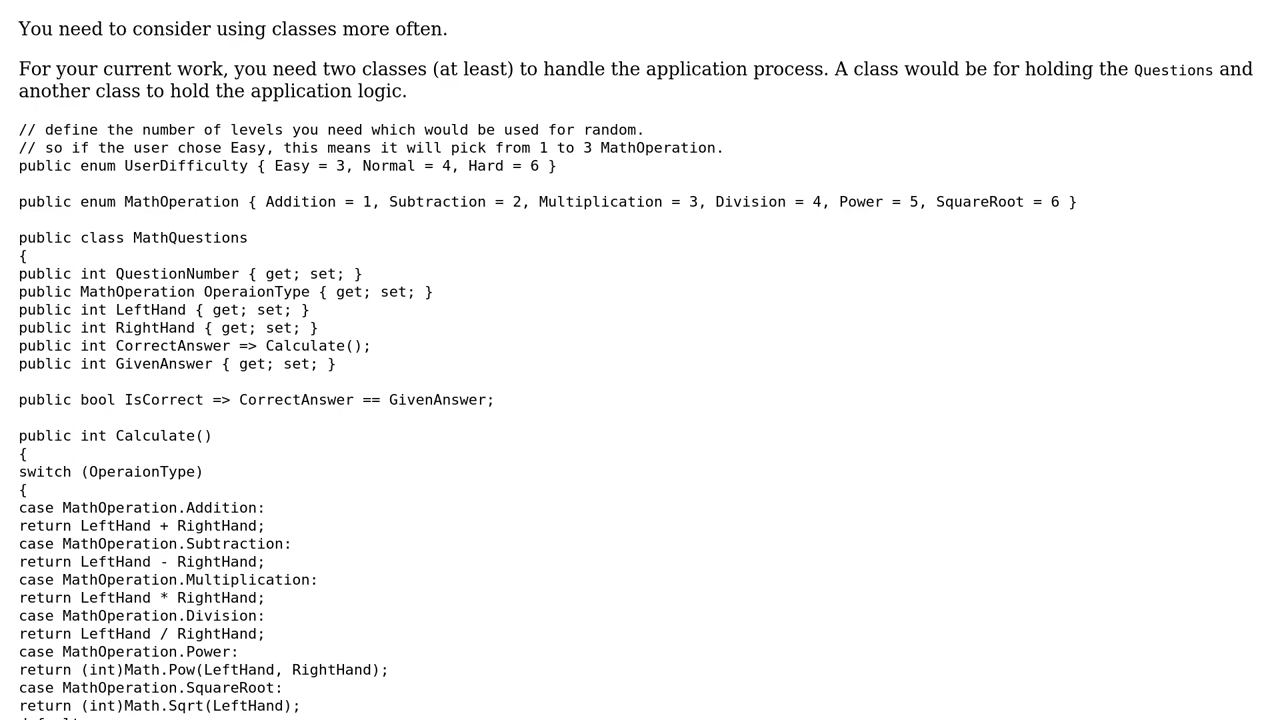 You need to consider using classes more often.
For your current work, you need two classes (at least) to handle the application process. A class would be for holding the Questions and
another class to hold the application logic.
// define the number of levels you need which would be used for random.
// so if the user chose Easy, this means it will pick from 1 to 3 MathOperation.
public enum UserDifficulty { Easy = 3, Normal = 4, Hard = 6 }
public enum MathOperation { Addition = 1, Subtraction = 2, Multiplication = 3, Division = 4, Power = 5, SquareRoot = 6 }
public class MathQuestions
{
public int QuestionNumber { get; set; }
public MathOperation OperaionType { get; set; }
public int LeftHand { get; set; }
public int RightHand { get; set; }
public int CorrectAnswer => Calculate();
public int GivenAnswer { get; set; }
public bool IsCorrect => CorrectAnswer == GivenAnswer;
public int Calculate()
{
switch (OperaionType)
{
case MathOperation.Addition:
return LeftHand + RightHand;
case MathOperation.Subtraction:
return LeftHand - RightHand;
case MathOperation.Multiplication:
return LeftHand * RightHand;
case MathOperation.Division:
return LeftHand / RightHand;
case MathOperation.Power:
return (int)Math.Pow(LeftHand, RightHand);
case MathOperation.SquareRoot:
return (int)Math.Sqrt(LeftHand);